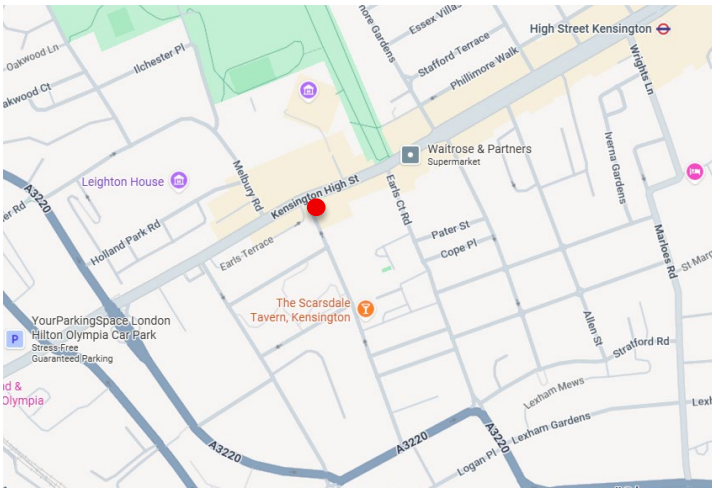 Oakwood Ln
Ilchester Pl
Essex Villas
High Street Kensington
Stafford Terrace
Phillimore Walk
Wrights Ln
Waitrose & Partners
Supermarket
Iverna Gardens
Leighton House
Melbury Rd
Kensington High St
Earls Ct Rd
A3220
Holland Park Rd
Earls Terrace
Pater St
Cope Pl
Marloes Rd
The Scarsdale
Tavern, Kensington
YourParkingSpace London
Hilton Olympia Car Park
Stress-Free
Guaranteed Parking
P
Allen St
Stratford Rd
Olympia
Lexham Mews
Lexham Gardens
A3220
A3220
A3220
Logan Pl